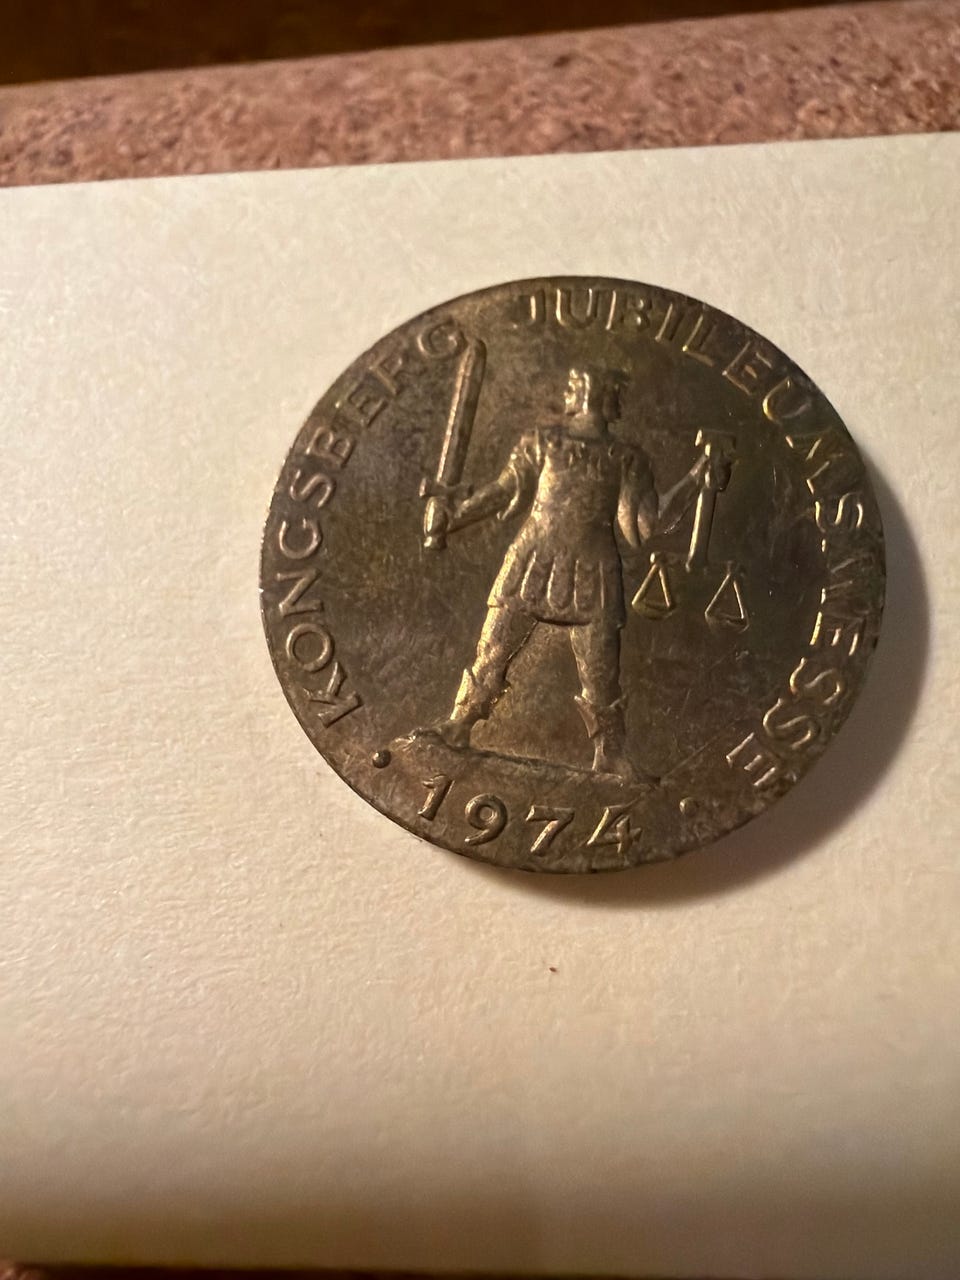 KONGSBERG JUBILEUMSMESSE
• 1974 •